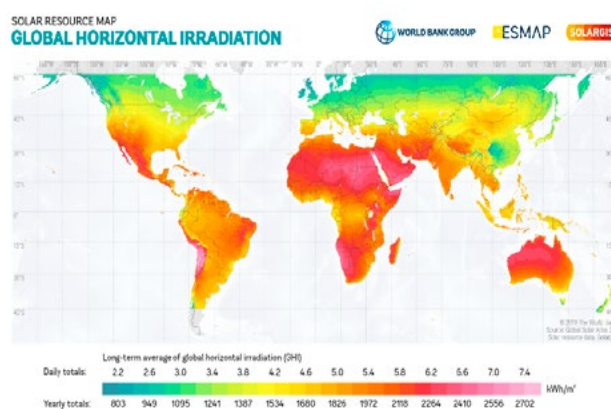 SOLAR RESOURCE MAP
GLOBAL HORIZONTAL IRRADIATION
WORLD BANK GROUP
ESMAP
SOLARGIS
Long-term average of global horizontal irradiation (GHI)
Daily totals: 2.2 2.6 3.0 3.4 3.8 4.2 4.6 5.0 5.4 5.8 6.2 6.6 7.0 7.4
kWh/m²
Yearly totals: 803 949 1095 1241 1387 1534 1680 1826 1972 2118 2264 2410 2556 2702